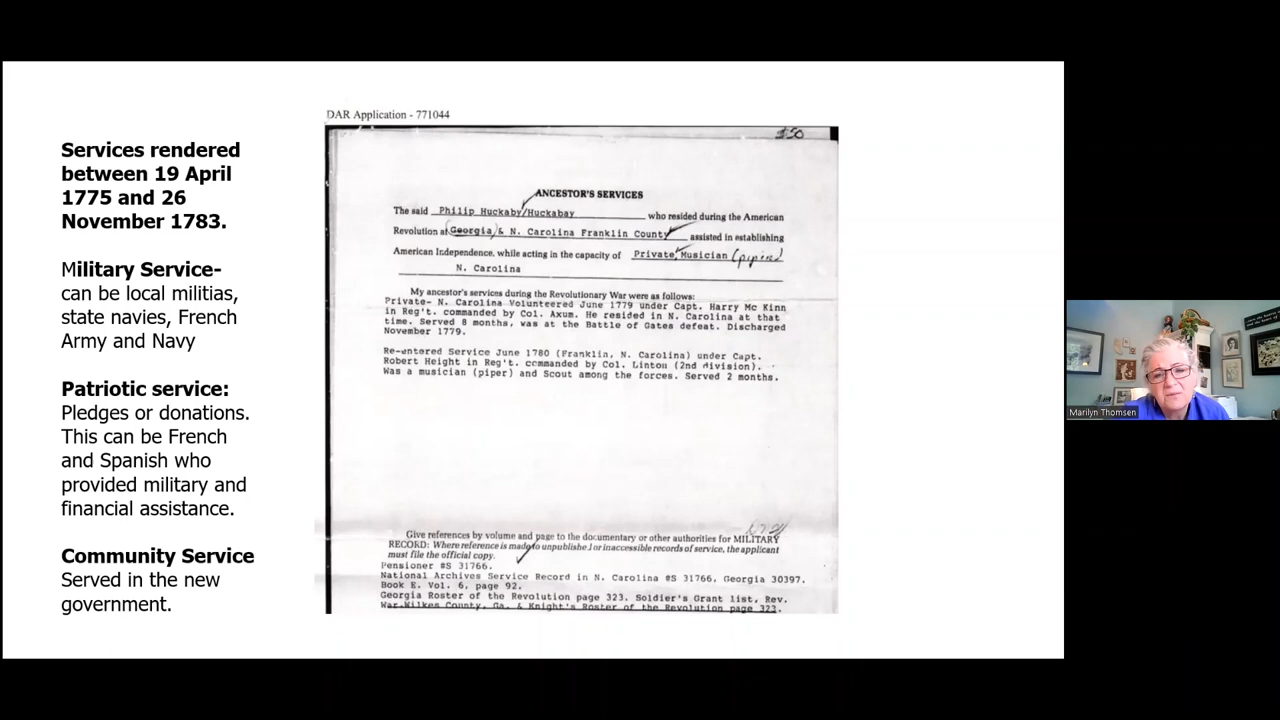 Services rendered
between 19 April
1775 and 26
November 1783.
Military Service-
can be local militias,
state navies, French
Army and Navy
Patriotic service:
Pledges or donations.
This can be French
and Spanish who
provided military and
financial assistance.
Community Service
Served in the new
government.
DAR Application - 771044
$50
ANCESTOR'S SERVICES
The said Philip Huckaby/Huckabay who resided during the American
Revolution at (Georgia) & N. Carolina Franklin County assisted in establishing
American Independence, while acting in the capacity of Private, Musician (piper)
N. Carolina
My ancestor's services during the Revolutionary War were as follows:
Private- N. Carolina Volunteered June 1779 under Capt. Harry Mc Kinn
in Reg't. commanded by Col. Axum. He resided in N. Carolina at that
time. Served 8 months, was at the Battle of Gates defeat. Discharged
November 1779.
Re-entered Service June 1780 (Franklin, N. Carolina) under Capt.
Robert Height in Reg't. commanded by Col. Linton (2nd division).
Was a musician (piper) and Scout among the forces. Served 2 months.
Give references by volume and page to the documentary or other authorities for MILITARY
RECORD: Where reference is made to unpublished or inaccessible records of service, the applicant
must file the official copy.
Pensioner #S 31766.
National Archives Service Record in N. Carolina #S 31766, Georgia 30397.
Book E. Vol. 6, page 92.
Georgia Roster of the Revolution page 323. Soldier's Grant list, Rev.
War.Wilkes County, Ga. & Knight's Roster of the Revolution page 323.
Marilyn Thomsen